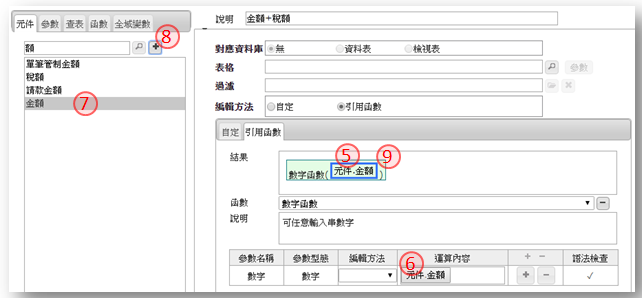 元件 參數 查表 函數 全域變數
額
⑧
單筆管制金額
稅額
請款金額
金額
⑦
說明 金額+稅額
對應資料庫 無 資料表 檢視表
表格 參數
過濾
編輯方法 自定 引用函數
自定 引用函數
結果
⑤ ⑨
數字函數( 元件.金額 )
函數 數字函數
說明 可任意輸入串數字
⑥
參數名稱 參數型態 編輯方法 運算內容 + − 語法檢查
數字 數字 元件.金額 + − ✓